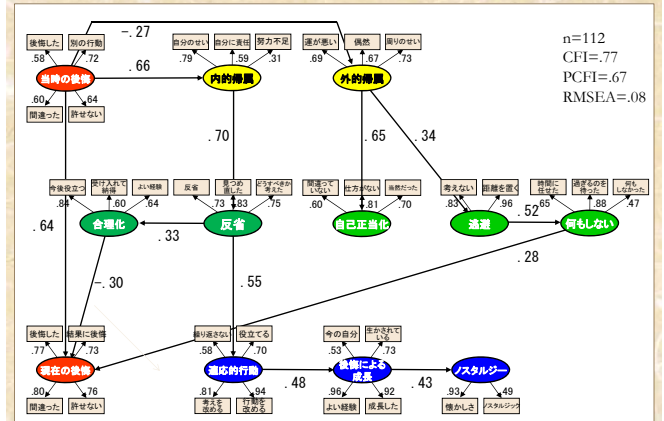 -.27
後悔した 別の行動
.58 .72
当時の後悔
.60 .64
間違った 許せない
.66
自分のせい 自分に責任 努力不足
.79 .59 .31
内的帰属
運が悪い 偶然 周りのせい
.69 .67 .73
外的帰属
n=112
CFI=.77
PCFI=.67
RMSEA=.08
.70
.65
.34
今後役立つ 受け入れて納得 よい経験
.84 .60 .64
合理化
.33
反省 見つめ直した どうすべきか考えた
.73 .83 .75
反省
間違っていない 仕方がない 当然だった
.60 .81 .70
自己正当化
考えない 距離を置く
.83 .96
逃避
.52
時間に任せた 過ぎるのを待った 何もしなかった
.65 .88 .47
何もしない
.64
-.30
.55
.28
後悔した 結果に後悔
.77 .73
現在の後悔
.80 .76
間違った 許せない
繰り返さない 役立てる
.58 .70
適応的行動
.81 .94
考えを改める 行動を改める
.48
今の自分 生かされている
.53 .73
後悔による成長
.96 .92
よい経験 成長した
.43
ノスタルジー
.93 .49
懐かしさ ノスタルジック